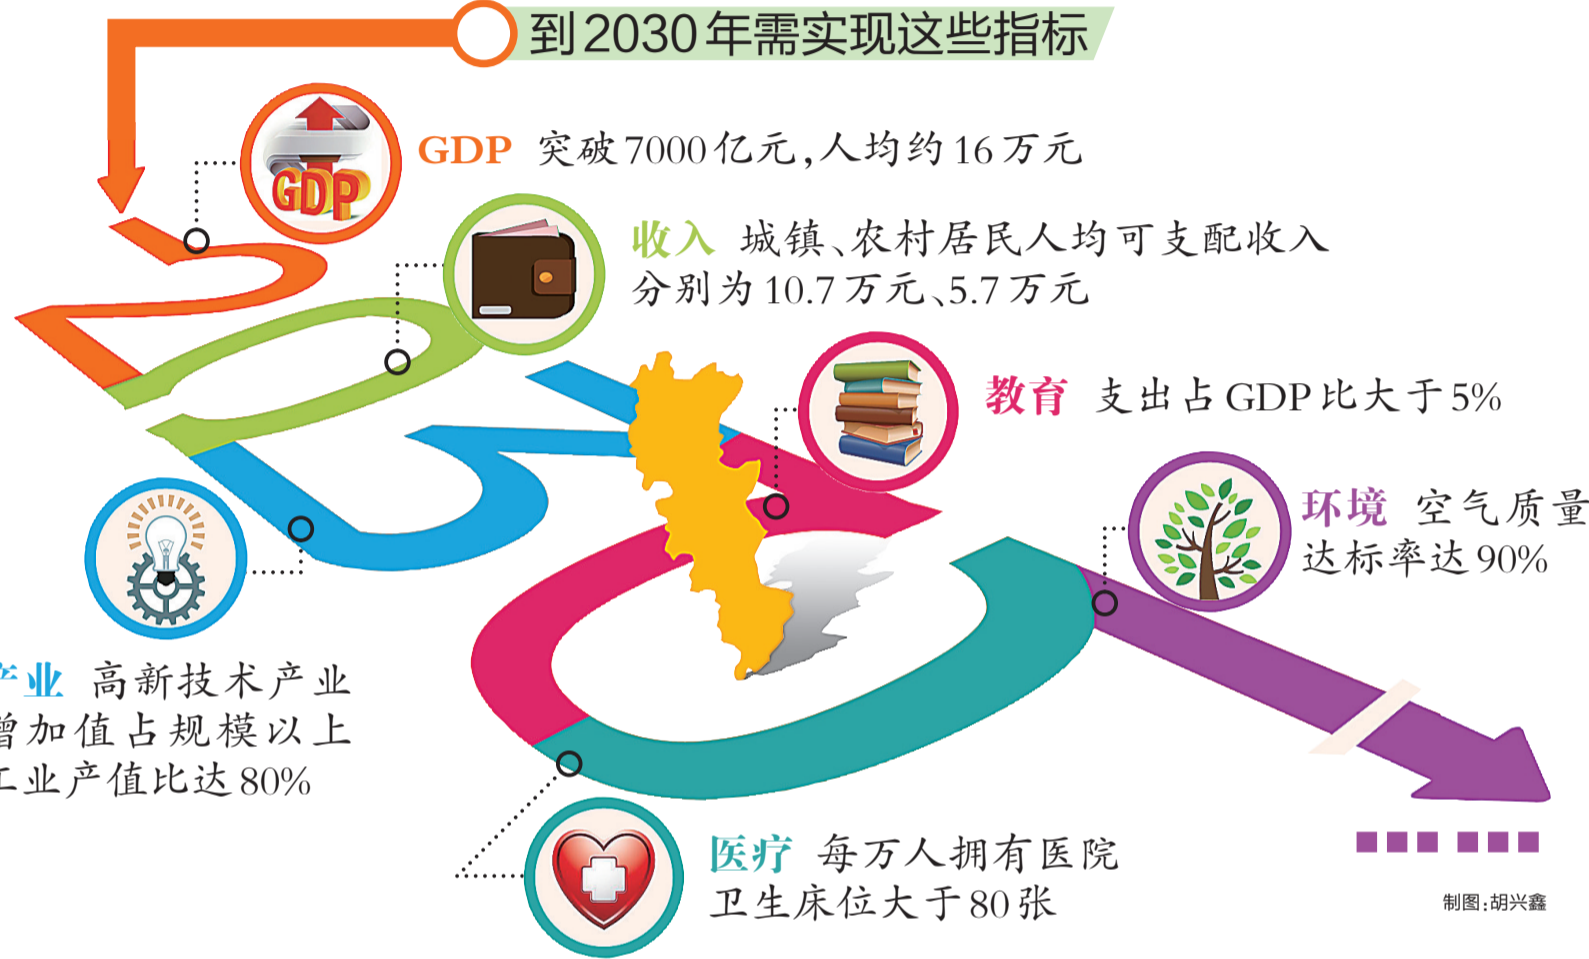 到2030年需实现这些指标
GDP
GDP 突破7000亿元,人均约16万元
收入 城镇、农村居民人均可支配收入
分别为10.7万元、5.7万元
教育 支出占GDP比大于5%
环境 空气质量
达标率达90%
产业 高新技术产业
增加值占规模以上
工业产值比达80%
医疗 每万人拥有医院
卫生床位大于80张
制图:胡兴鑫